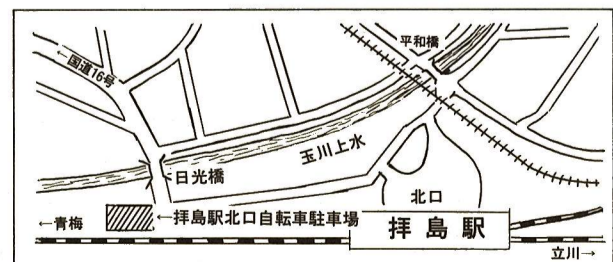 平和橋
←国道16号
玉川上水
日光橋
北口
←青梅
←拝島駅北口自転車駐車場
拝島駅
立川→